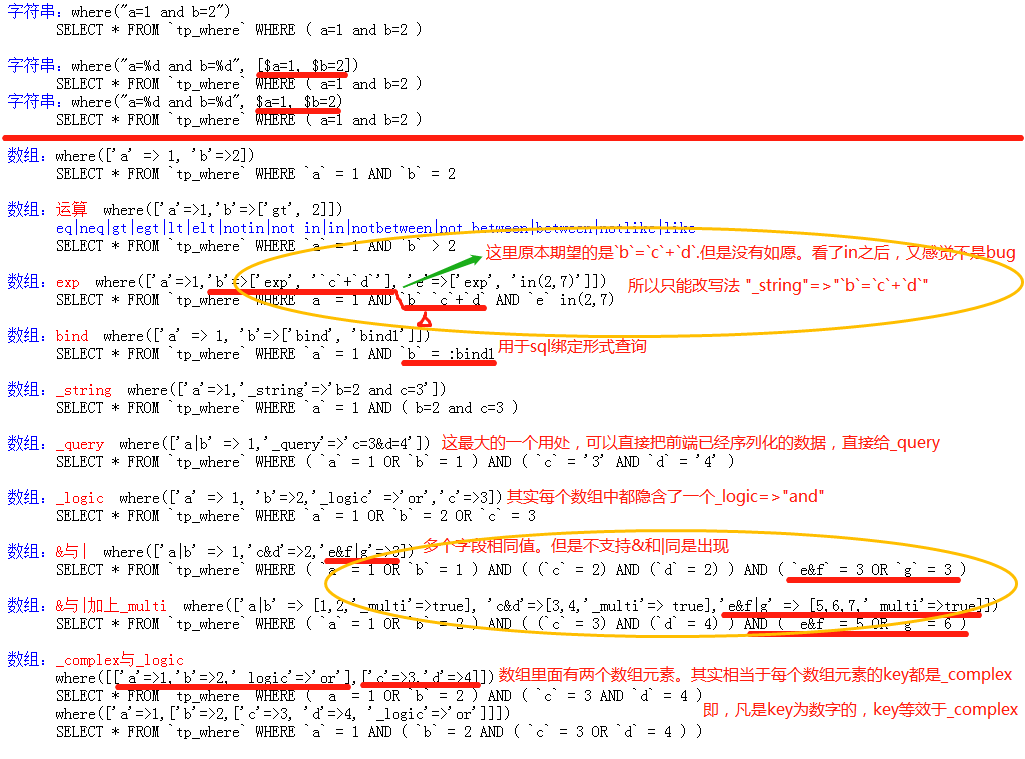 字符串：where("a=1 and b=2")
SELECT * FROM `tp_where` WHERE ( a=1 and b=2 )
字符串：where("a=%d and b=%d", [$a=1, $b=2])
SELECT * FROM `tp_where` WHERE ( a=1 and b=2 )
字符串：where("a=%d and b=%d", $a=1, $b=2)
SELECT * FROM `tp_where` WHERE ( a=1 and b=2 )
数组：where(['a' => 1, 'b'=>2])
SELECT * FROM `tp_where` WHERE `a` = 1 AND `b` = 2
数组：运算 where(['a'=>1,'b'=>['gt', 2]])
eq|neq|gt|egt|lt|elt|notin|not in|in|notbetween|not between|between|notlike|like
SELECT * FROM `tp_where` WHERE `a` = 1 AND `b` > 2
这里原本期望的是`b`=`c`+`d`.但是没有如愿。看了in之后，又感觉不是bug
数组：exp where(['a'=>1,'b'=>['exp', '`c`+`d`'], 'e'=>['exp', 'in(2,7)']])
所以只能改写法 "_string"=>"`b`=`c`+`d`"
SELECT * FROM `tp_where` WHERE `a` = 1 AND `b` `c`+`d` AND `e` in(2,7)
数组：bind where(['a' => 1, 'b'=>['bind', 'bind1']])
用于sql绑定形式查询
SELECT * FROM `tp_where` WHERE `a` = 1 AND `b` = :bind1
数组：_string where(['a'=>1,'_string'=>'b=2 and c=3'])
SELECT * FROM `tp_where` WHERE `a` = 1 AND ( b=2 and c=3 )
数组：_query where(['a|b' => 1,'_query'=>'c=3&d=4']) 这最大的一个用处，可以直接把前端已经序列化的数据，直接给_query
SELECT * FROM `tp_where` WHERE ( `a` = 1 OR `b` = 1 ) AND ( `c` = '3' AND `d` = '4' )
数组：_logic where(['a' => 1, 'b'=>2,'_logic' =>'or','c'=>3]) 其实每个数组中都隐含了一个_logic=>"and"
SELECT * FROM `tp_where` WHERE `a` = 1 OR `b` = 2 OR `c` = 3
数组：&与| where(['a|b' => 1,'c&d'=>2,'e&f|g'=>3]) 多个字段相同值。但是不支持&和|同是出现
SELECT * FROM `tp_where` WHERE ( `a` = 1 OR `b` = 1 ) AND ( (`c` = 2) AND (`d` = 2) ) AND ( `e&f` = 3 OR `g` = 3 )
数组：&与|加上_multi where(['a|b' => [1,2,'_multi'=>true], 'c&d'=>[3,4,'_multi'=> true],'e&f|g' => [5,6,7,'_multi'=>true]])
SELECT * FROM `tp_where` WHERE ( `a` = 1 OR `b` = 2 ) AND ( (`c` = 3) AND (`d` = 4) ) AND ( `e&f` = 5 OR `g` = 6 )
数组：_complex与_logic
where([['a'=>1,'b'=>2,'_logic'=>'or'],['c'=>3,'d'=>4]]) 数组里面有两个数组元素。其实相当于每个数组元素的key都是_complex
SELECT * FROM `tp_where` WHERE ( `a` = 1 OR `b` = 2 ) AND ( `c` = 3 AND `d` = 4 )
where(['a'=>1,['b'=>2,['c'=>3, 'd'=>4, '_logic'=>'or']]]) 即，凡是key为数字的，key等效于_complex
SELECT * FROM `tp_where` WHERE `a` = 1 AND ( `b` = 2 AND ( `c` = 3 OR `d` = 4 ) )